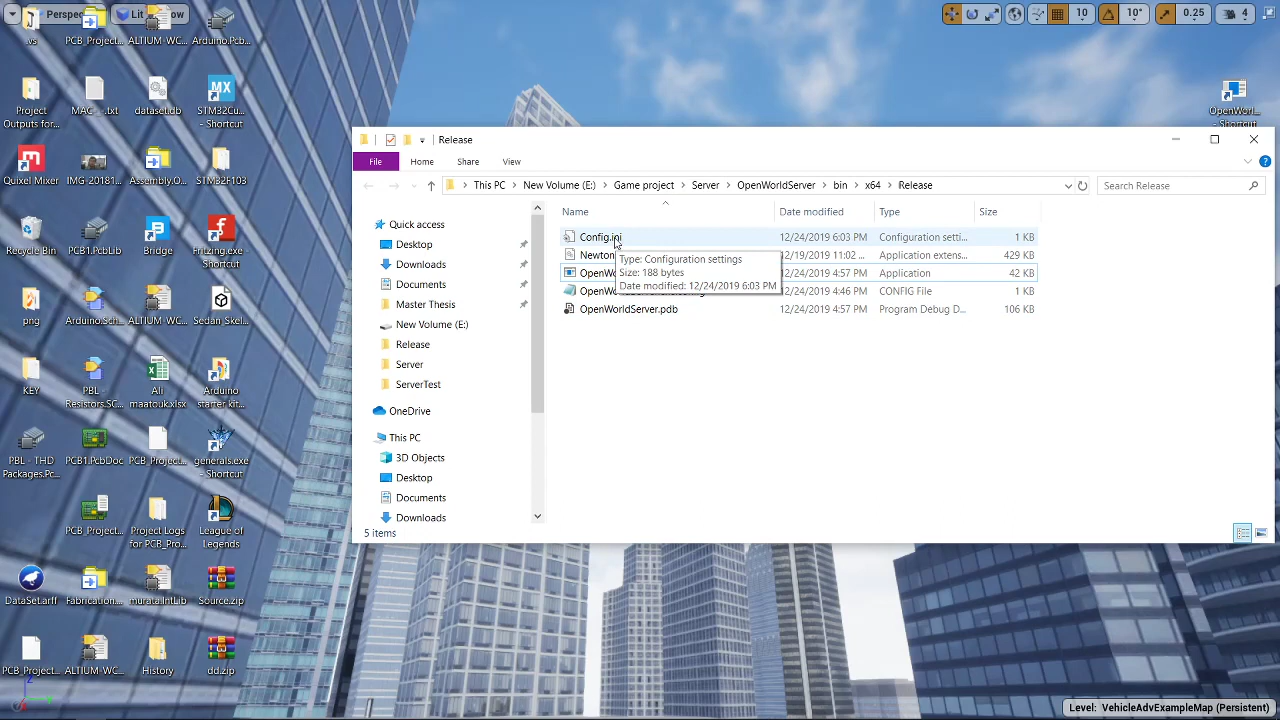 Perspe
Lit
ow
10
10°
0.25
4
.vs
PCB_Project...
ALTIUM-WC...
Arduino.Pcb...
Project
Outputs for...
MAC - -.txt
dataset.db
STM32Cu...
- Shortcut
OpenWorl...
- Shortcut
Quixel Mixer
IMG-20181...
Assembly.O...
STM32F103
Recycle Bin
PCB1.PcbLib
Bridge
Fritzing.exe
- Shortcut
png
Arduino.Sch...
ALTIUM-WC...
Sedan_Skel...
KEY
PBL -
Resistors.SC...
Ali
maatouk.xlsx
Arduino
starter kit...
PBL - THD
Packages.Pc...
PCB1.PcbDoc
PCB-Project...
generals.exe
- Shortcut
PCB_Project...
Project Logs
for PCB_Pro...
League of
Legends
DataSet.arff
Fabrication...
murata.IntLib
Source.zip
PCB_Project...
ALTIUM-WC...
History
dd.zip
Release
File
Home
Share
View
This PC
New Volume (E:)
Game project
Server
OpenWorldServer
bin
x64
Release
Search Release
Name
Date modified
Type
Size
Config.ini
12/24/2019 6:03 PM
Configuration setti...
1 KB
Newton
12/19/2019 11:02 ...
Application extens...
429 KB
OpenWo
12/24/2019 4:57 PM
Application
42 KB
12/24/2019 4:46 PM
CONFIG File
1 KB
OpenWorldServer.pdb
12/24/2019 4:57 PM
Program Debug D...
106 KB
Type: Configuration settings
Size: 188 bytes
Date modified: 12/24/2019 6:03 PM
Quick access
Desktop
Downloads
Documents
Master Thesis
New Volume (E:)
Release
Server
ServerTest
OneDrive
This PC
3D Objects
Desktop
Documents
Downloads
5 items
Level: VehicleAdvExampleMap (Persistent)